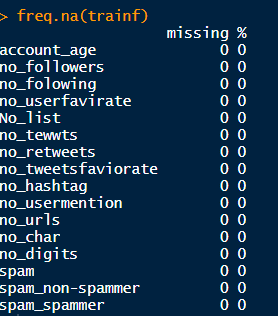 > freq.na(trainf)
missing %
account_age 0 0
no_followers 0 0
no_folowing 0 0
no_userfavirate 0 0
No_list 0 0
no_tewwts 0 0
no_retweets 0 0
no_tweetsfaviorate 0 0
no_hashtag 0 0
no_usermention 0 0
no_urls 0 0
no_char 0 0
no_digits 0 0
spam 0 0
spam_non-spammer 0 0
spam_spammer 0 0